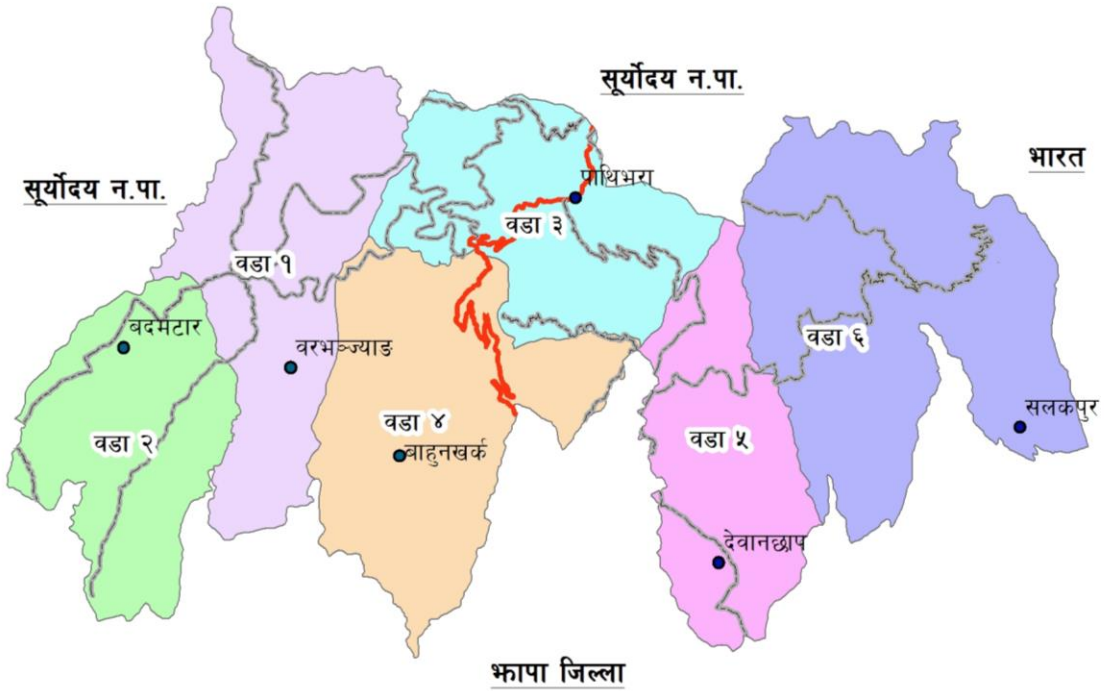 सूर्योदय न.पा.
भारत
सूर्योदय न.पा.
पाथिभरा
वडा ३
वडा १
बदमटार
वरभञ्ज्याङ
वडा ६
वडा ४
सलकपुर
वडा २
वडा ५
बाहुनखर्क
देवानछाप
झापा जिल्ला